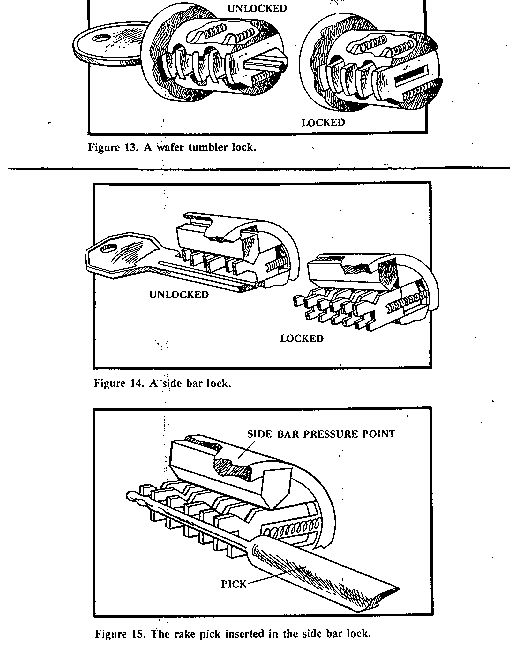 UNLOCKED
LOCKED
Figure 13. A wafer tumbler lock.
UNLOCKED
LOCKED
Figure 14. A side bar lock.
SIDE BAR PRESSURE POINT
PICK
Figure 15. The rake pick inserted in the side bar lock.